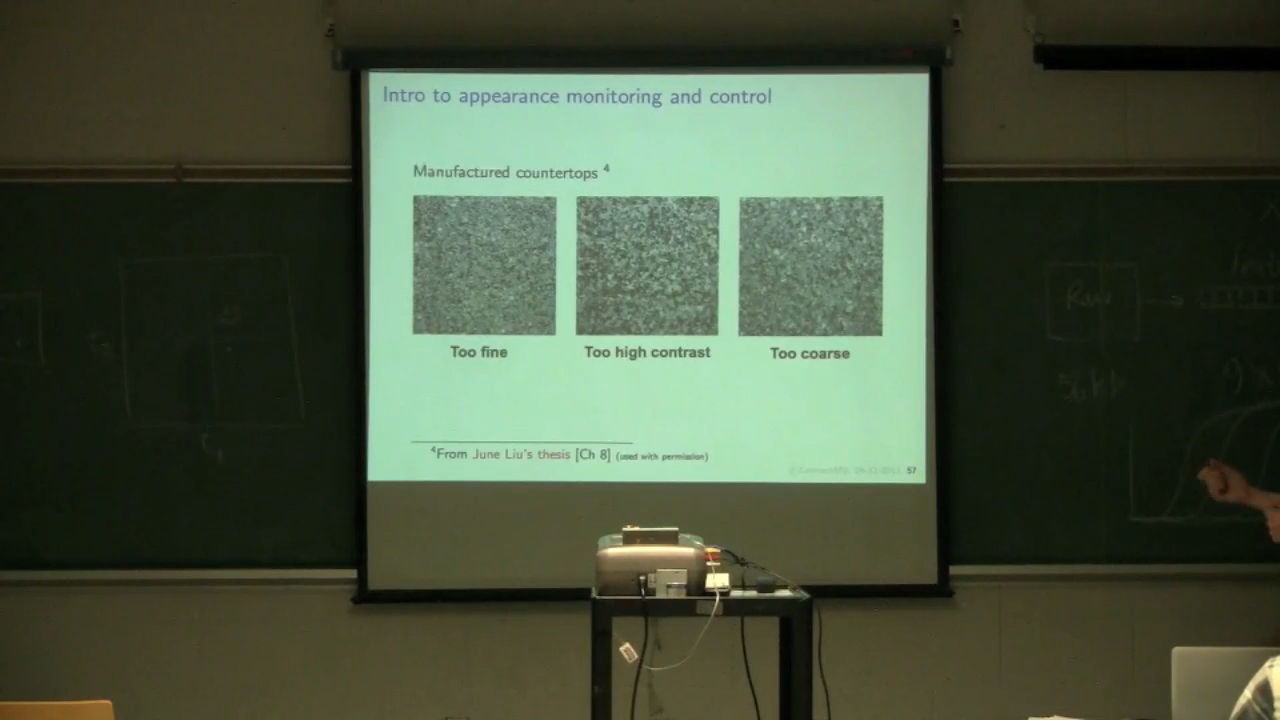 Intro to appearance monitoring and control
Manufactured countertops 4
Too fine
Too high contrast
Too coarse
4From June Liu's thesis [Ch 8] (used with permission)
57
Raw